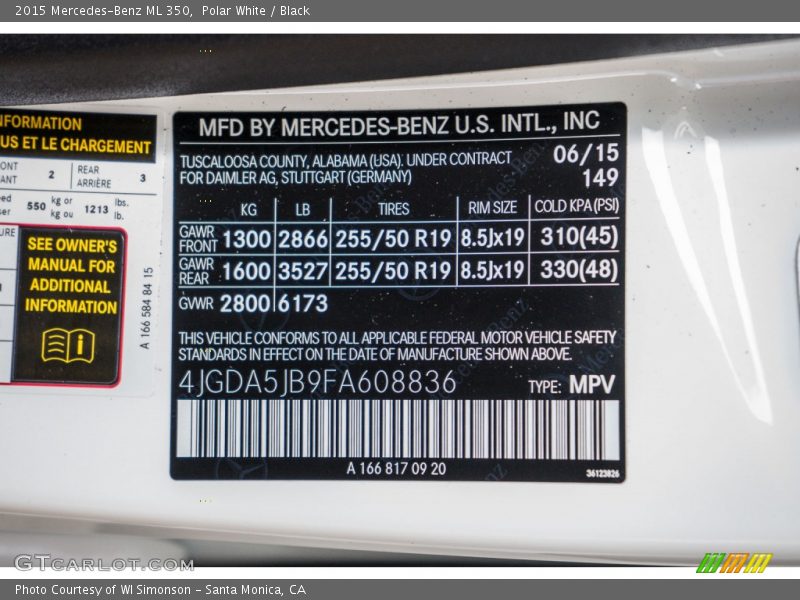 2015 Mercedes-Benz ML 350, Polar White / Black
NFORMATION
US ET LE CHARGEMENT
2 REAR 3
ARRIÈRE
550 kg or 1213 lbs.
kg ou lb.
SEE OWNER'S
MANUAL FOR
ADDITIONAL
INFORMATION
A 166 584 84 15
MFD BY MERCEDES-BENZ U.S. INTL., INC
TUSCALOOSA COUNTY, ALABAMA (USA). UNDER CONTRACT 06/15
FOR DAIMLER AG, STUTTGART (GERMANY) 149
KG LB TIRES RIM SIZE COLD KPA(PSI)
GAWR FRONT 1300 2866 255/50 R19 8.5Jx19 310(45)
GAWR REAR 1600 3527 255/50 R19 8.5Jx19 330(48)
GVWR 2800 6173
THIS VEHICLE CONFORMS TO ALL APPLICABLE FEDERAL MOTOR VEHICLE SAFETY
STANDARDS IN EFFECT ON THE DATE OF MANUFACTURE SHOWN ABOVE.
4JGDA5JB9FA608836 TYPE: MPV
A 166 817 09 20 36123826
GTCARLOT.COM
Photo Courtesy of WI Simonson - Santa Monica, CA